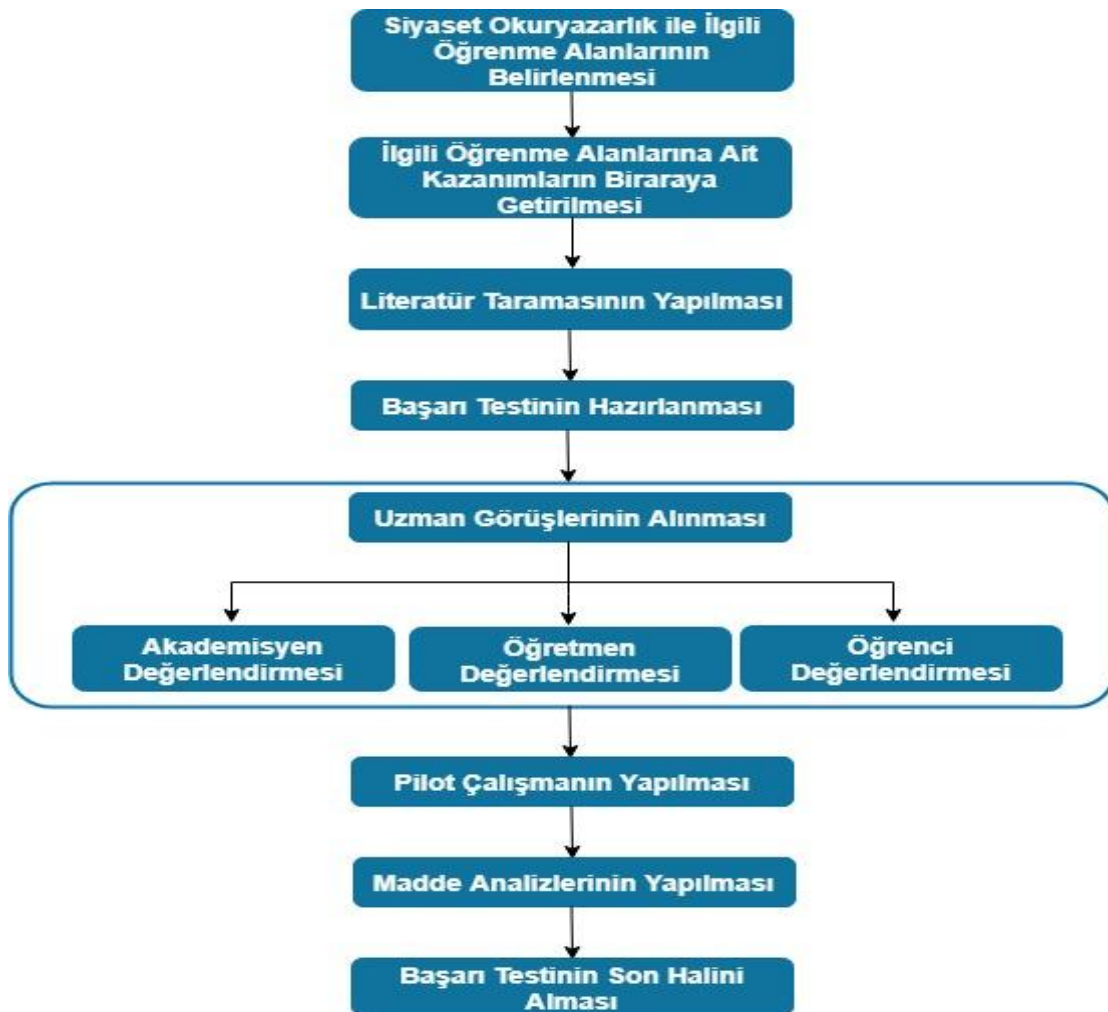 Siyaset Okuryazarlık ile İlgili
Öğrenme Alanlarının
Belirlenmesi
İlgili Öğrenme Alanlarına Ait
Kazanımların Biraraya
Getirilmesi
Literatür Taramasının Yapılması
Başarı Testinin Hazırlanması
Uzman Görüşlerinin Alınması
Akademisyen
Değerlendirmesi
Öğretmen
Değerlendirmesi
Öğrenci
Değerlendirmesi
Pilot Çalışmanın Yapılması
Madde Analizlerinin Yapılması
Başarı Testinin Son Halini
Alması